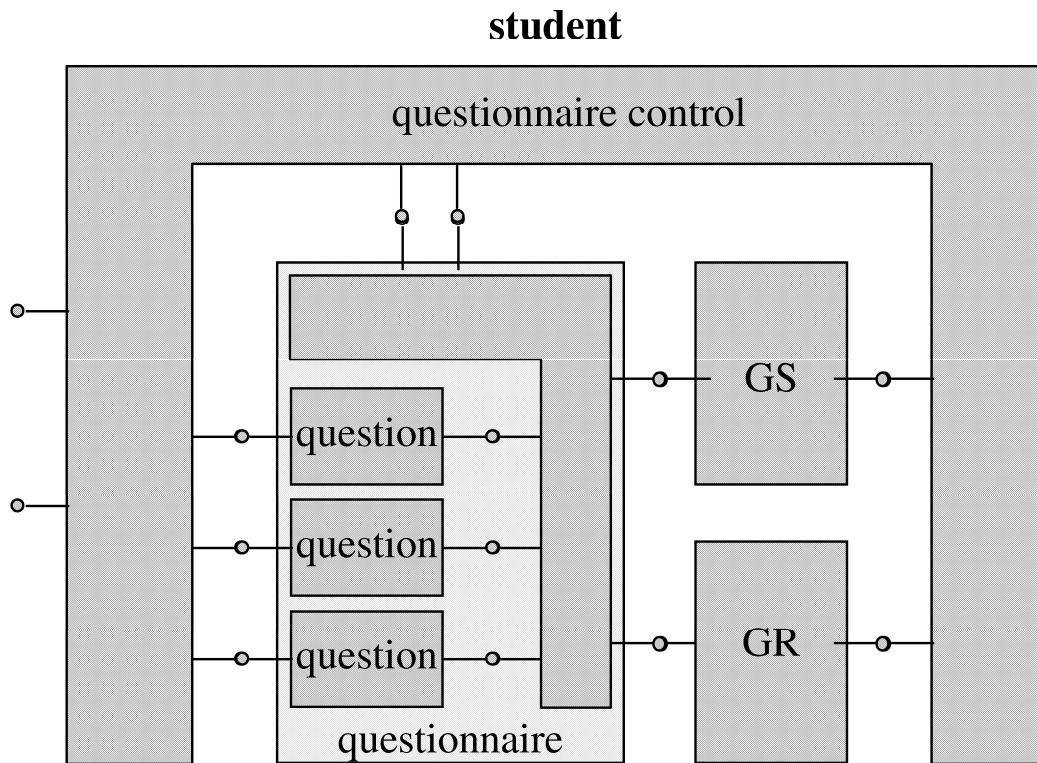 student
questionnaire control
GS
question
question
question
GR
questionnaire